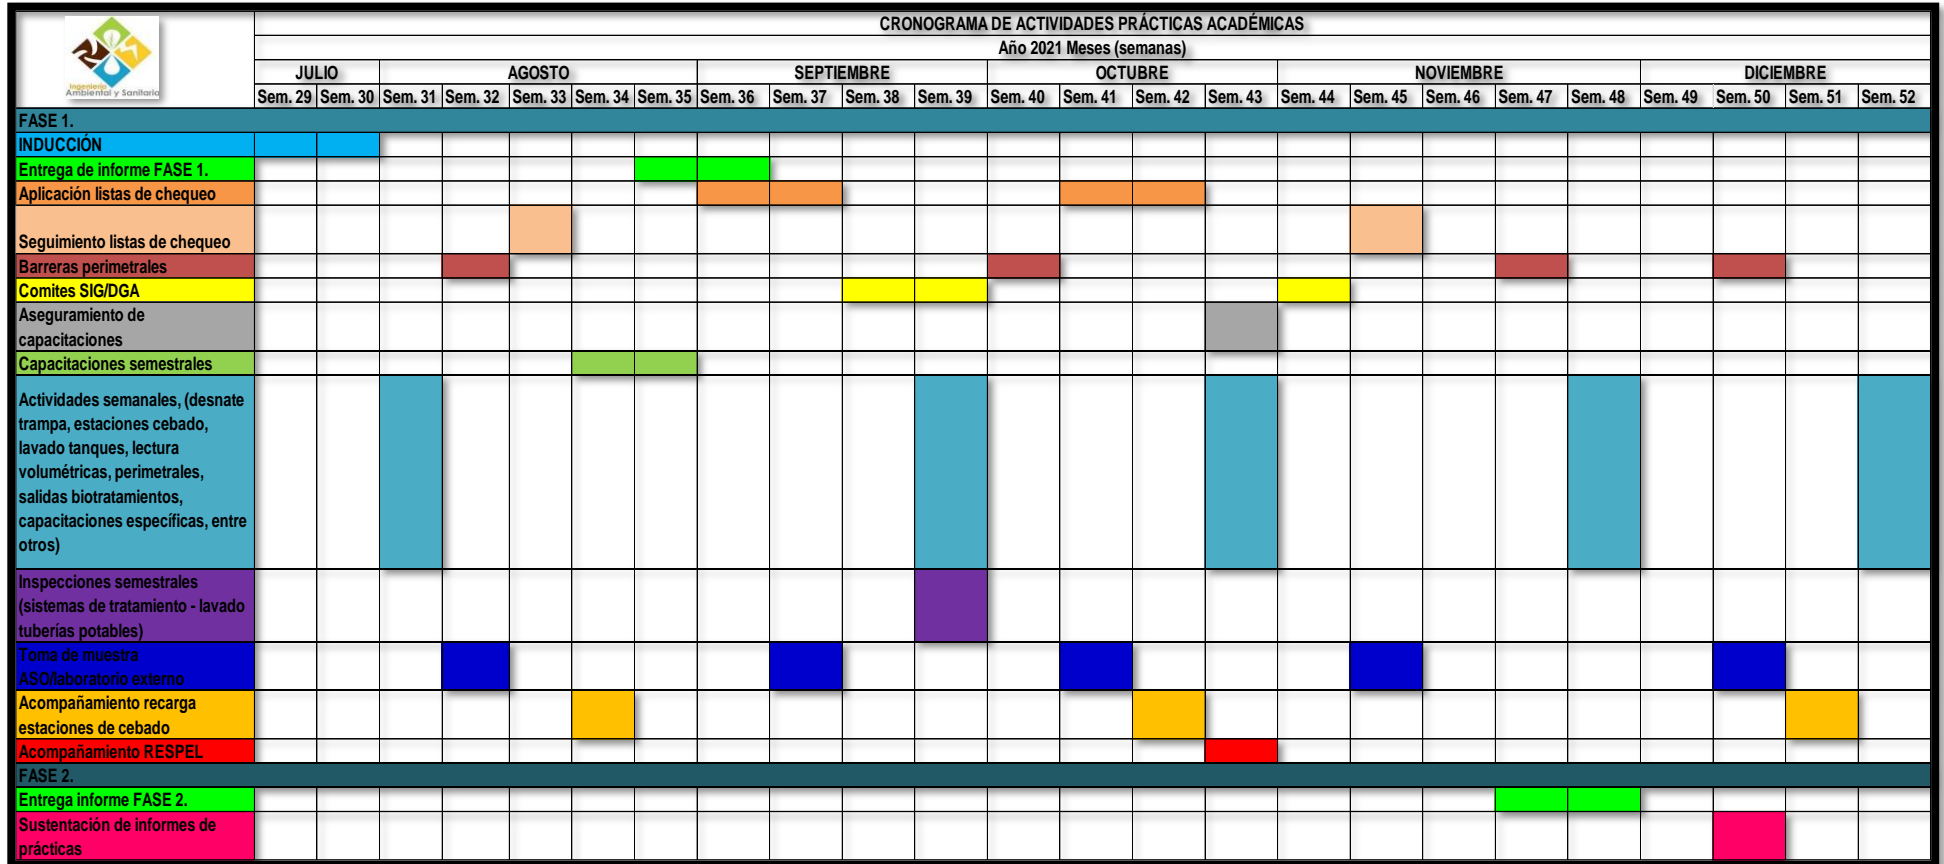 CRONOGRAMA DE ACTIVIDADES PRÁCTICAS ACADÉMICAS
Año 2021 Meses (semanas)
Ingeniería
Ambiental y Sanitaria
JULIO AGOSTO SEPTIEMBRE OCTUBRE NOVIEMBRE DICIEMBRE
Sem. 29 Sem. 30 Sem. 31 Sem. 32 Sem. 33 Sem. 34 Sem. 35 Sem. 36 Sem. 37 Sem. 38 Sem. 39 Sem. 40 Sem. 41 Sem. 42 Sem. 43 Sem. 44 Sem. 45 Sem. 46 Sem. 47 Sem. 48 Sem. 49 Sem. 50 Sem. 51 Sem. 52
FASE 1.
INDUCCIÓN
Entrega de informe FASE 1.
Aplicación listas de chequeo
Seguimiento listas de chequeo
Barreras perimetrales
Comites SIG/DGA
Aseguramiento de
capacitaciones
Capacitaciones semestrales
Actividades semanales, (desnate
trampa, estaciones cebado,
lavado tanques, lectura
volumétricas, perimetrales,
salidas biotratamientos,
capacitaciones específicas, entre
otros)
Inspecciones semestrales
(sistemas de tratamiento - lavado
tuberías potables)
Toma de muestra
ASO/laboratorio externo
Acompañamiento recarga
estaciones de cebado
Acompañamiento RESPEL
FASE 2.
Entrega informe FASE 2.
Sustentación de informes de
prácticas